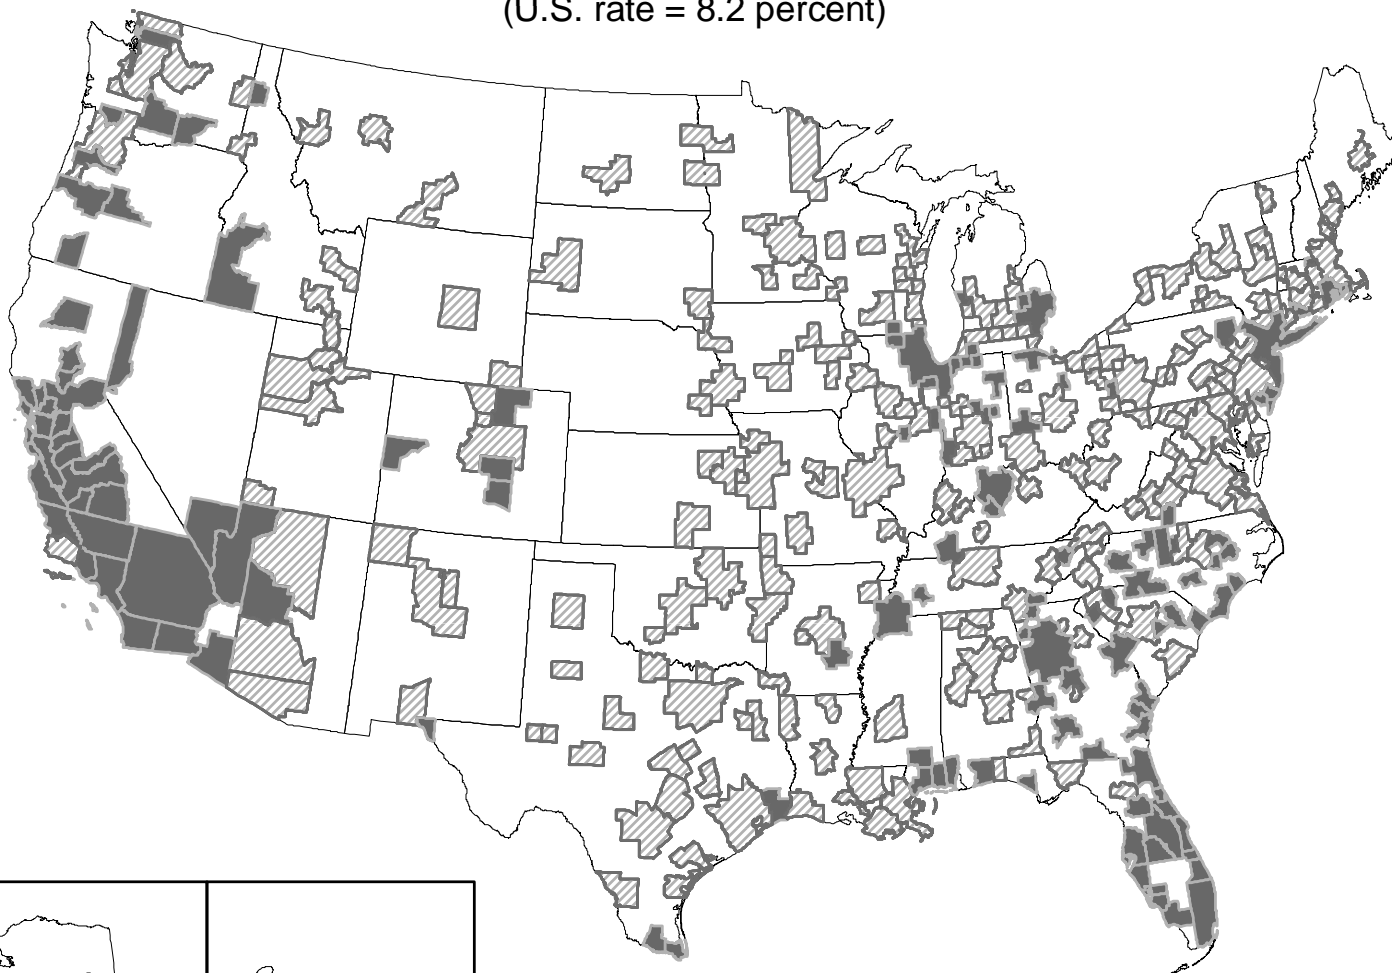 (U.S. rate = 8.2 percent)